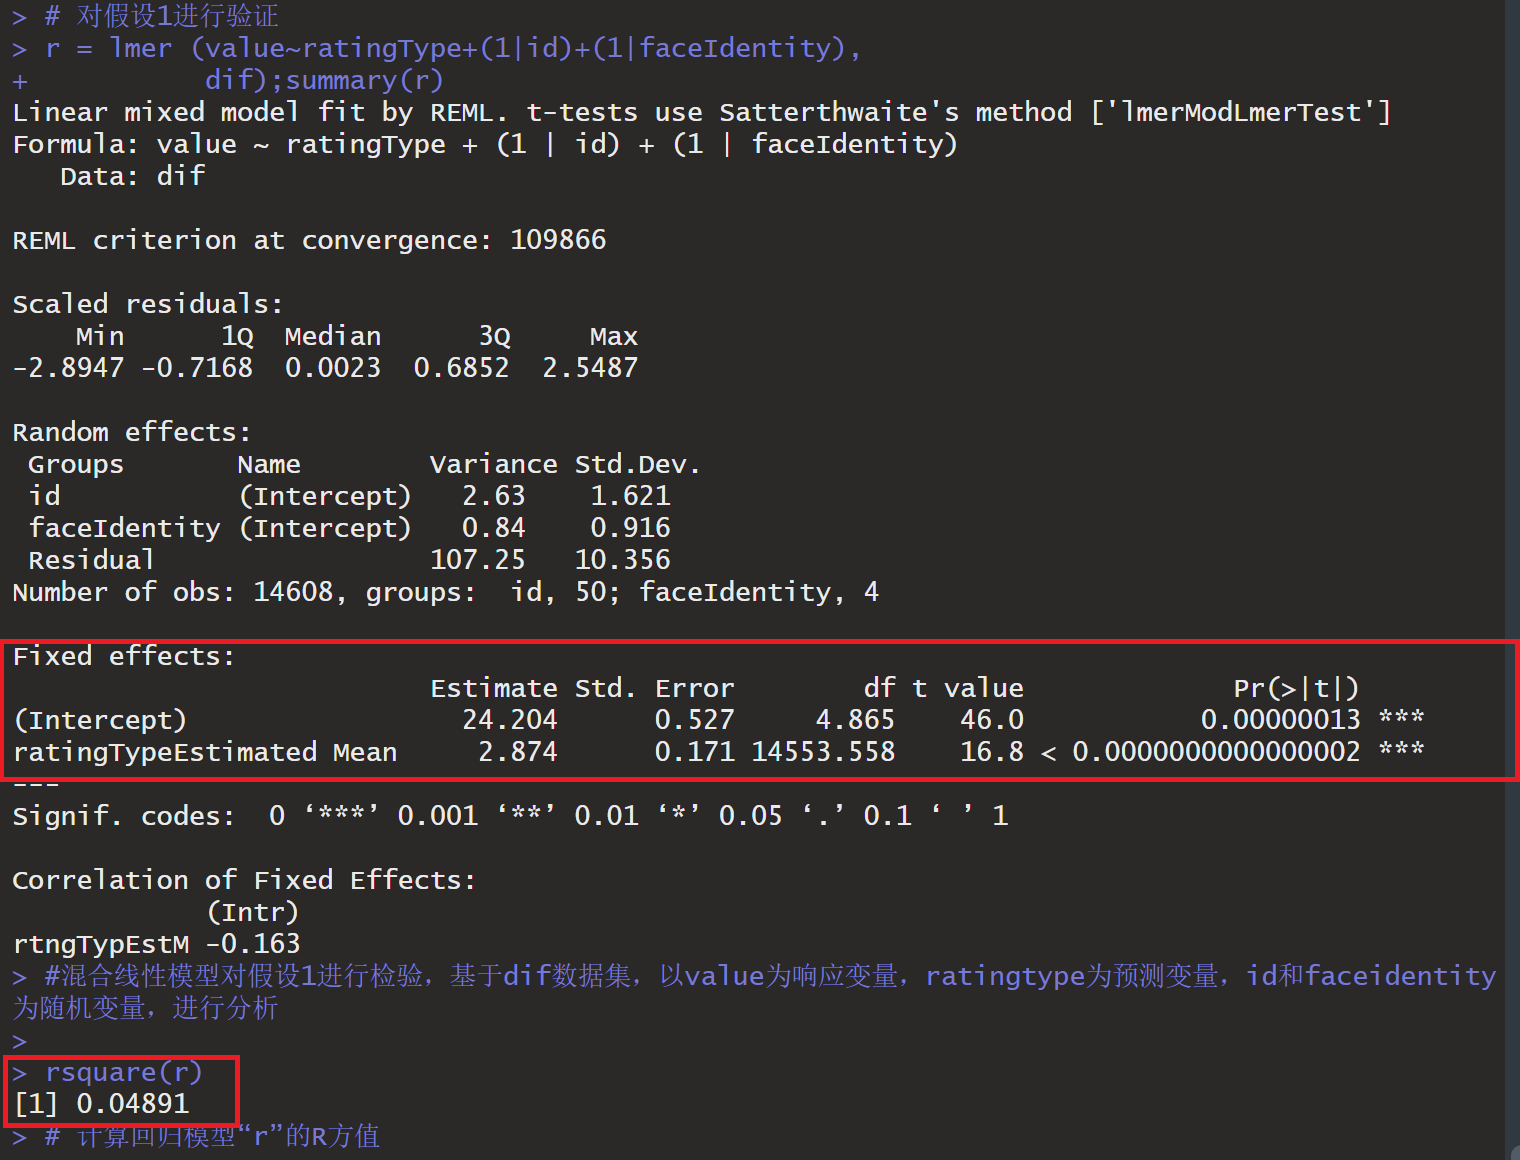 > # 对假设1进行验证
> r = lmer (value~ratingType+(1|id)+(1|faceIdentity),
+           dif);summary(r)
Linear mixed model fit by REML. t-tests use Satterthwaite's method ['lmerModLmerTest']
Formula: value ~ ratingType + (1 | id) + (1 | faceIdentity)
   Data: dif

REML criterion at convergence: 109866

Scaled residuals:
    Min      1Q  Median      3Q     Max
-2.8947 -0.7168  0.0023  0.6852  2.5487

Random effects:
 Groups       Name        Variance Std.Dev.
 id           (Intercept)   2.63    1.621
 faceIdentity (Intercept)   0.84    0.916
 Residual                 107.25   10.356
Number of obs: 14608, groups:  id, 50; faceIdentity, 4

Fixed effects:
                          Estimate Std. Error        df t value             Pr(>|t|)
(Intercept)                 24.204      0.527     4.865    46.0           0.00000013 ***
ratingTypeEstimated Mean     2.874      0.171 14553.558    16.8 < 0.0000000000000002 ***
---
Signif. codes:  0 ‘***’ 0.001 ‘**’ 0.01 ‘*’ 0.05 ‘.’ 0.1 ‘ ’ 1

Correlation of Fixed Effects:
            (Intr)
rtngTypEstM -0.163
> #混合线性模型对假设1进行检验，基于dif数据集，以value为响应变量，ratingtype为预测变量，id和faceidentity
为随机变量，进行分析
>
> rsquare(r)
[1] 0.04891
> # 计算回归模型“r”的R方值